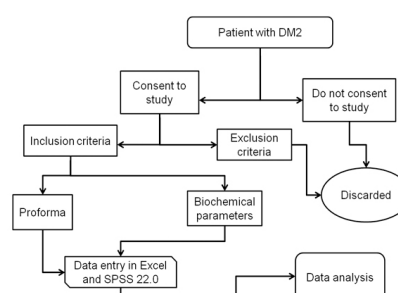 Patient with DM2
Consent to
study
Do not consent
to study
Inclusion criteria
Exclusion
criteria
Proforma
Biochemical
parameters
Discarded
Data entry in Excel
and SPSS 22.0
Data analysis